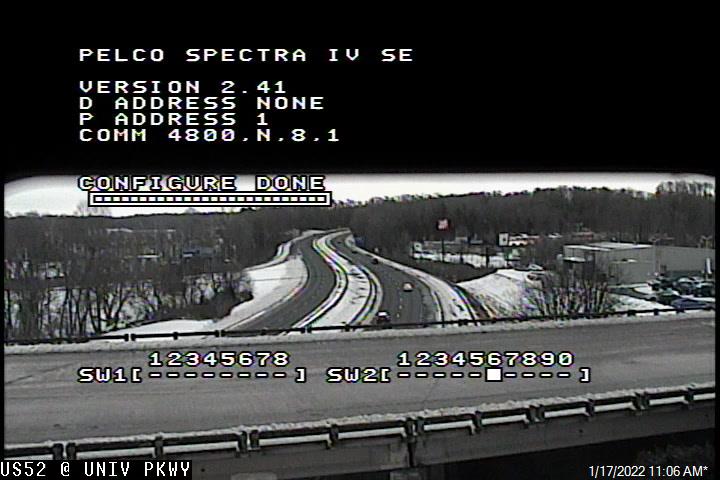 PELCO SPECTRA IV SE
VERSION 2.41
D ADDRESS NONE
P ADDRESS 1
COMM 4800,N,8,1
CONFIGURE DONE
12345678 1234567890
SW1[--------] SW2[-----■----]
US52 @ UNIV PKWY
1/17/2022 11:06 AM*